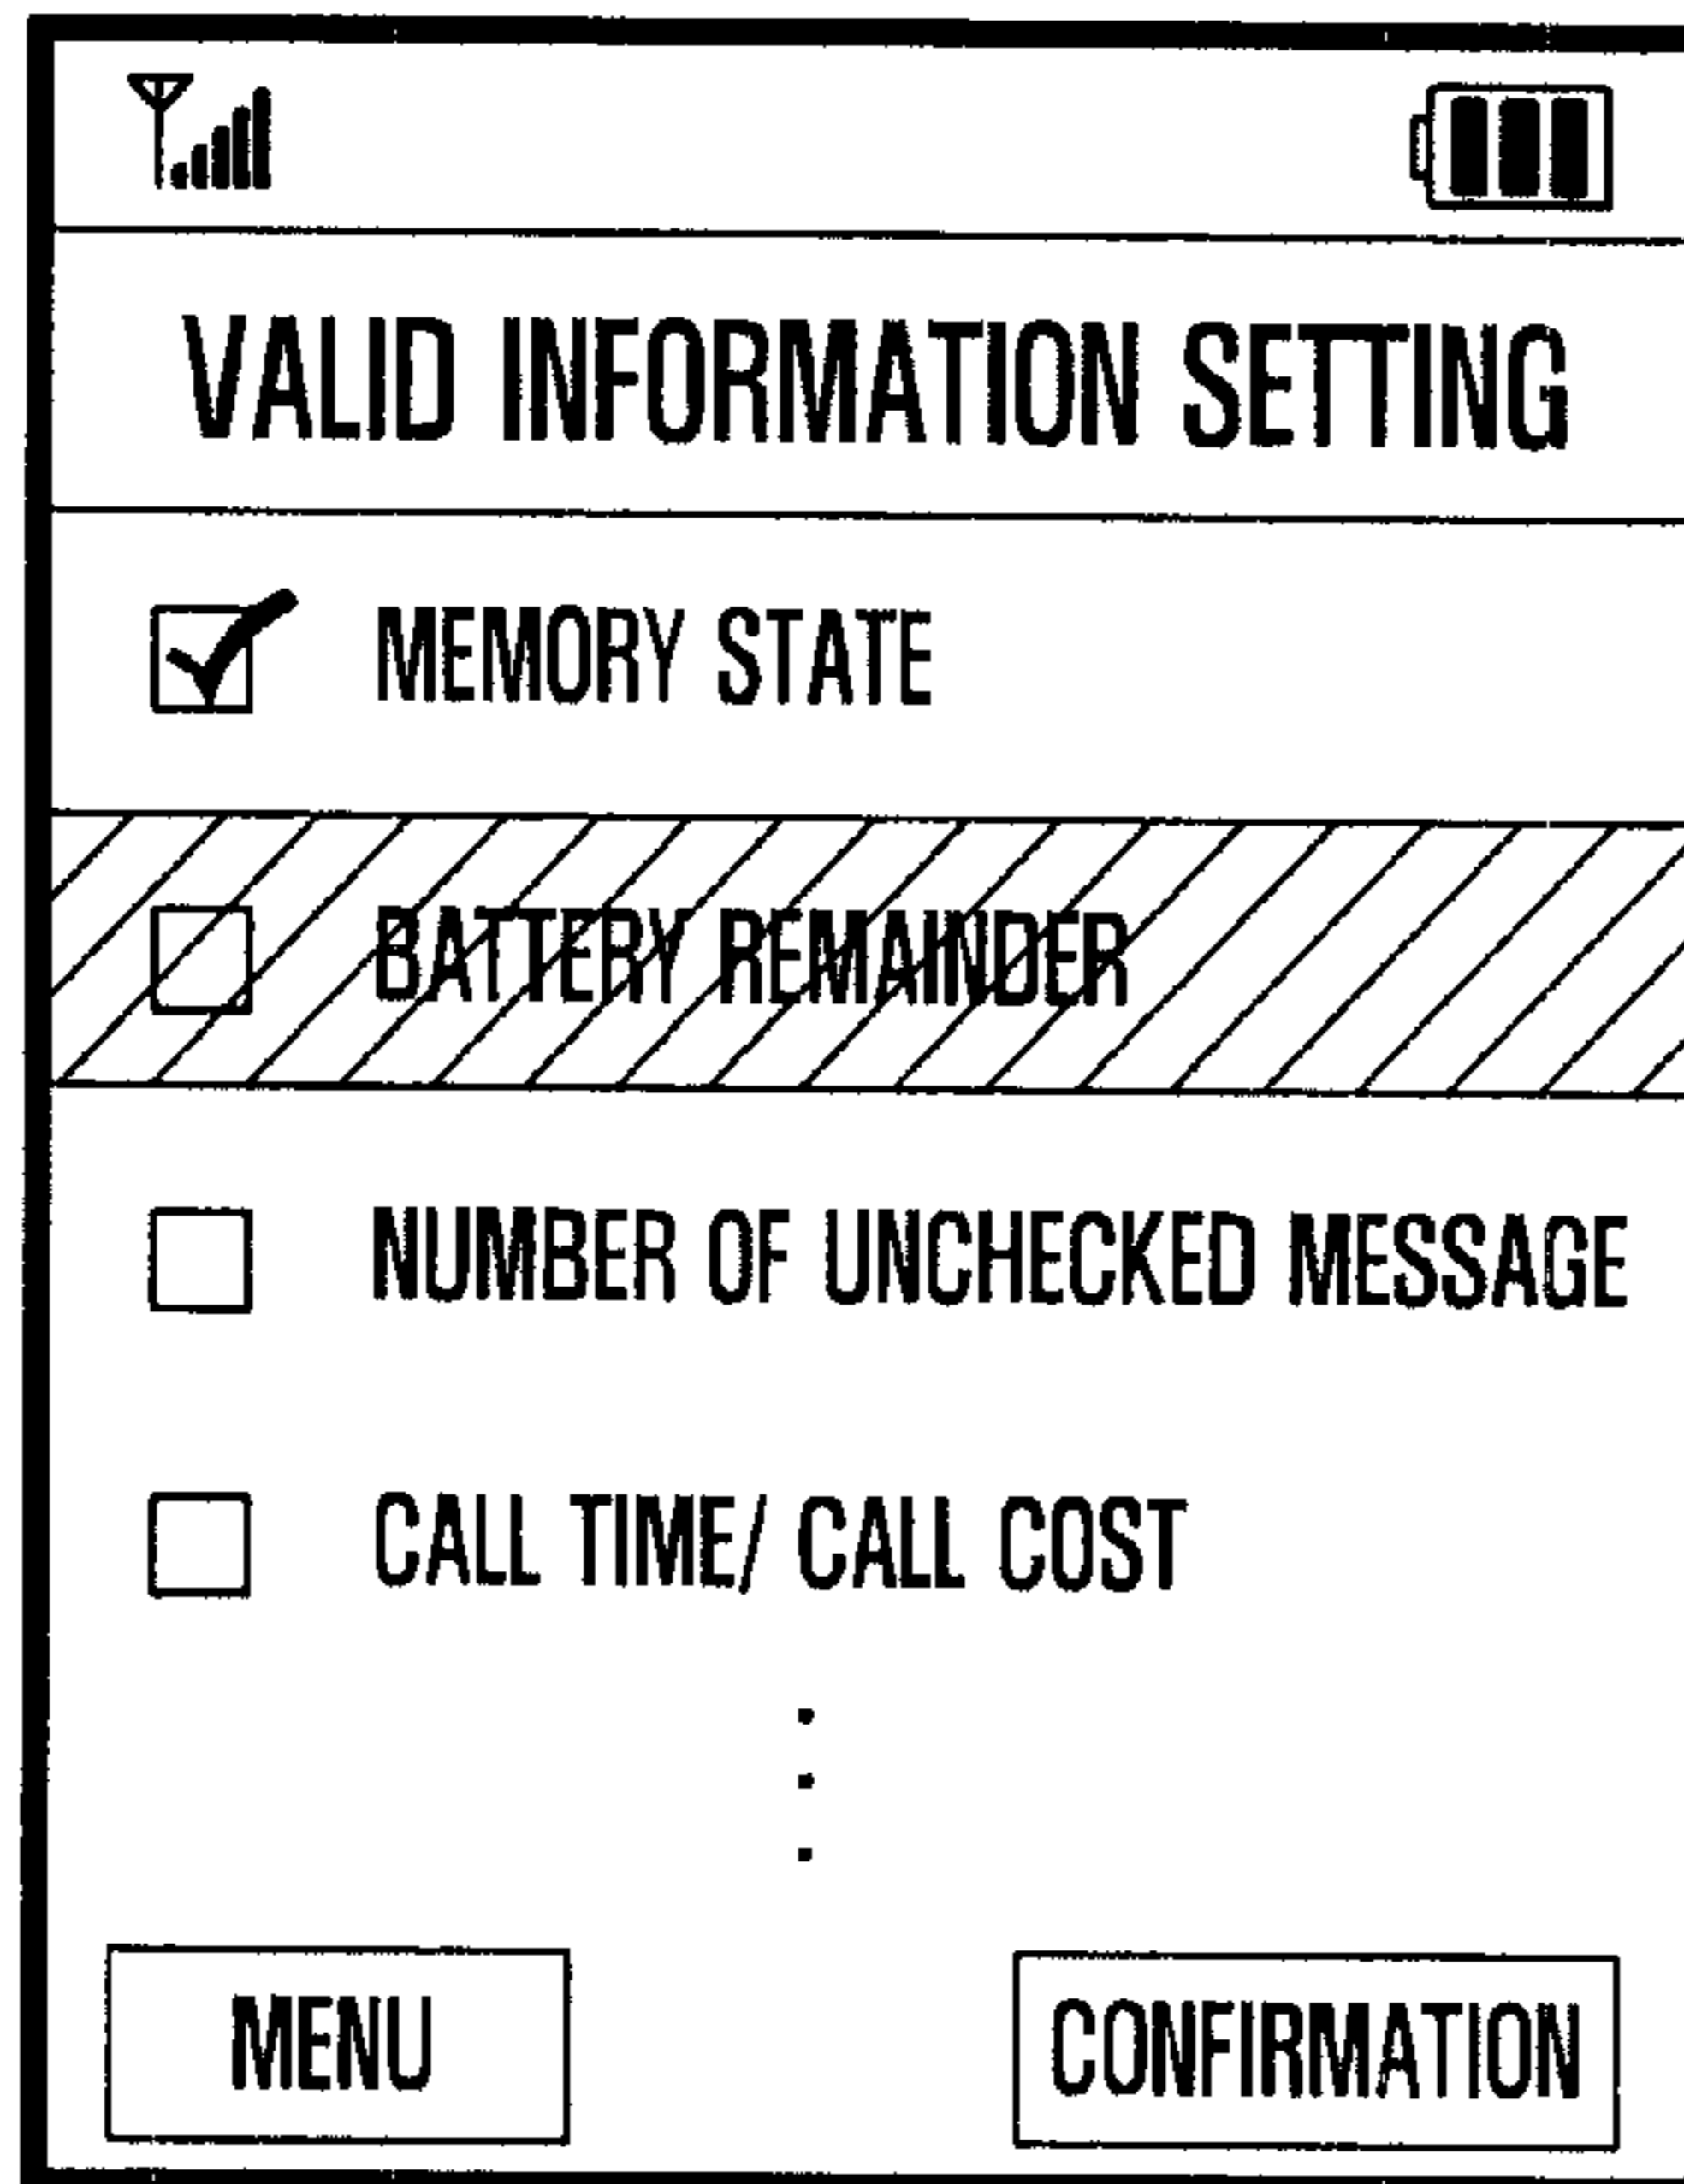 VALID INFORMATION SETTING
MEMORY STATE
BATTERY REMAINDER
NUMBER OF UNCHECKED MESSAGE
CALL TIME/ CALL COST
MENU
CONFIRMATION